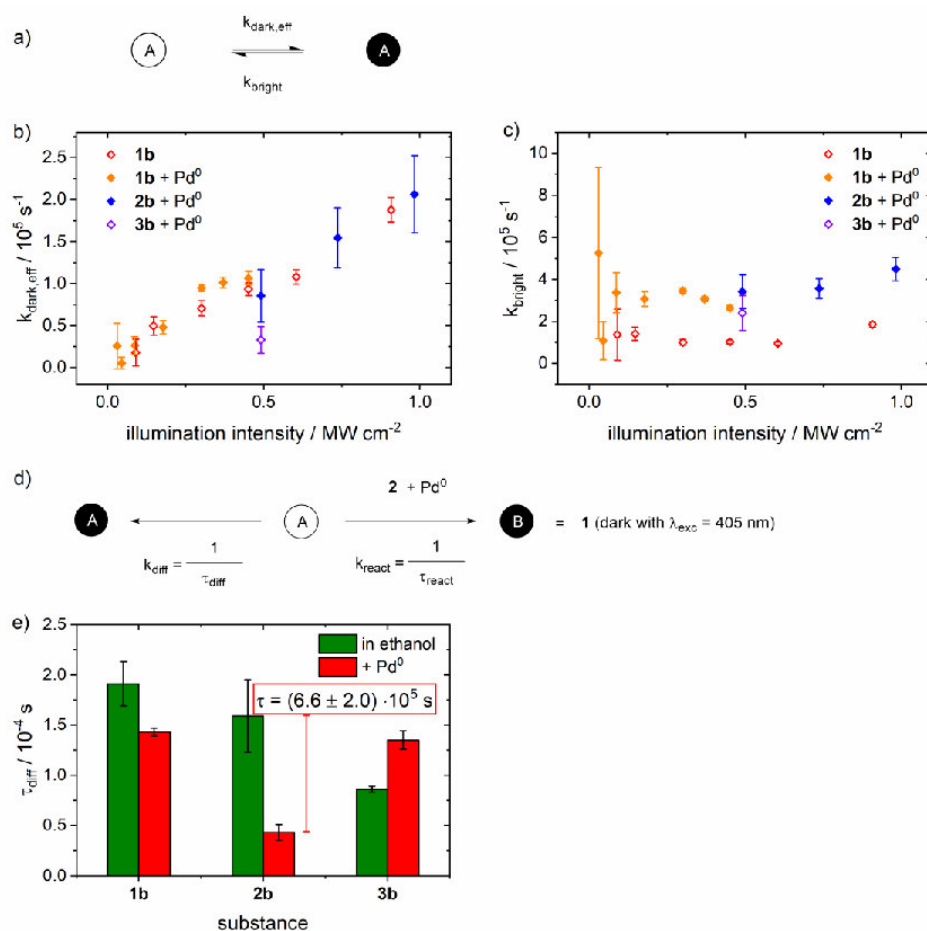 a)
A
k_dark,eff
k_bright
A
b)
k_dark,eff / 10⁵ s⁻¹
2.5
2.0
1.5
1.0
0.5
0.0
1b
1b + Pd⁰
2b + Pd⁰
3b + Pd⁰
0.0 0.5 1.0
illumination intensity / MW cm⁻²
c)
k_bright / 10⁵ s⁻¹
10
8
6
4
2
0
1b
1b + Pd⁰
2b + Pd⁰
3b + Pd⁰
0.0 0.5 1.0
illumination intensity / MW cm⁻²
d)
A
k_diff = 1 / τ_diff
A
2 + Pd⁰
k_react = 1 / τ_react
B = 1 (dark with λ_exc = 405 nm)
e)
τ_diff / 10⁻⁴ s
2.5
2.0
1.5
1.0
0.5
0.0
in ethanol
+ Pd⁰
τ = (6.6 ± 2.0) ·10⁵ s
1b 2b 3b
substance